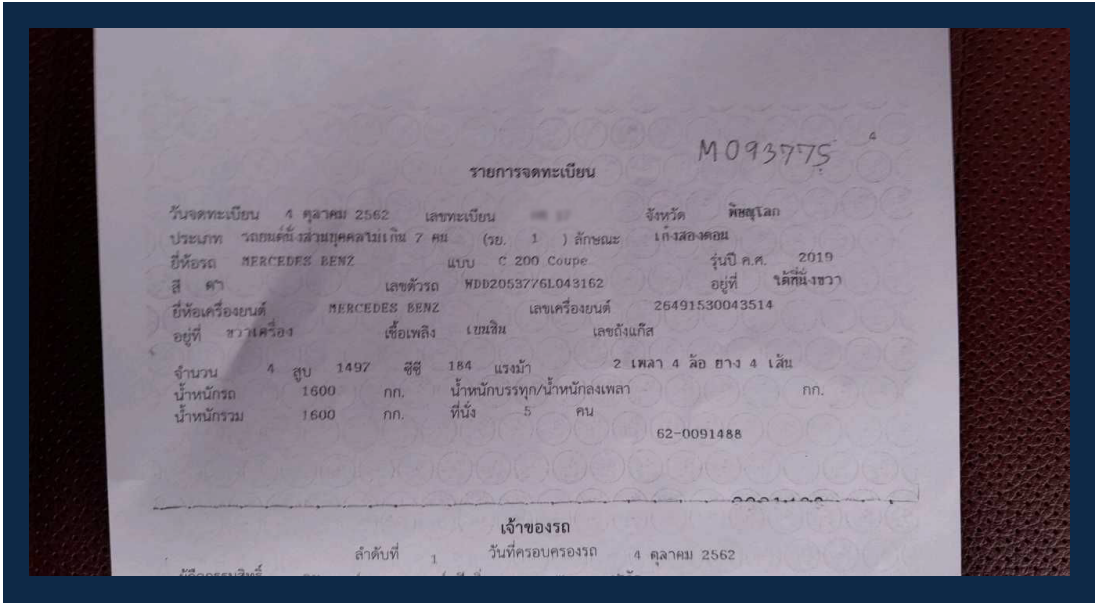 M093775
4
รายการจดทะเบียน
วันจดทะเบียน 4 ตุลาคม 2562 เลขทะเบียน จังหวัด พิษณุโลก
ประเภท รถยนต์นั่งส่วนบุคคลไม่เกิน 7 คน (รย. 1 ) ลักษณะ เก๋งสองตอน
ยี่ห้อรถ MERCEDES BENZ แบบ C 200 Coupe รุ่นปี ค.ศ. 2019
สี ดำ เลขตัวรถ WDD2053776L043162 อยู่ที่ ใต้ที่นั่งขวา
ยี่ห้อเครื่องยนต์ MERCEDES BENZ เลขเครื่องยนต์ 26491530043514
อยู่ที่ ขวาเครื่อง เชื้อเพลิง เบนซิน เลขถังแก๊ส
จำนวน 4 สูบ 1497 ซีซี 184 แรงม้า 2 เพลา 4 ล้อ ยาง 4 เส้น
น้ำหนักรถ 1600 กก. น้ำหนักบรรทุก/น้ำหนักลงเพลา กก.
น้ำหนักรวม 1600 กก. ที่นั่ง 5 คน
62-0091488
เจ้าของรถ
ลำดับที่ 1 วันที่ครอบครองรถ 4 ตุลาคม 2562